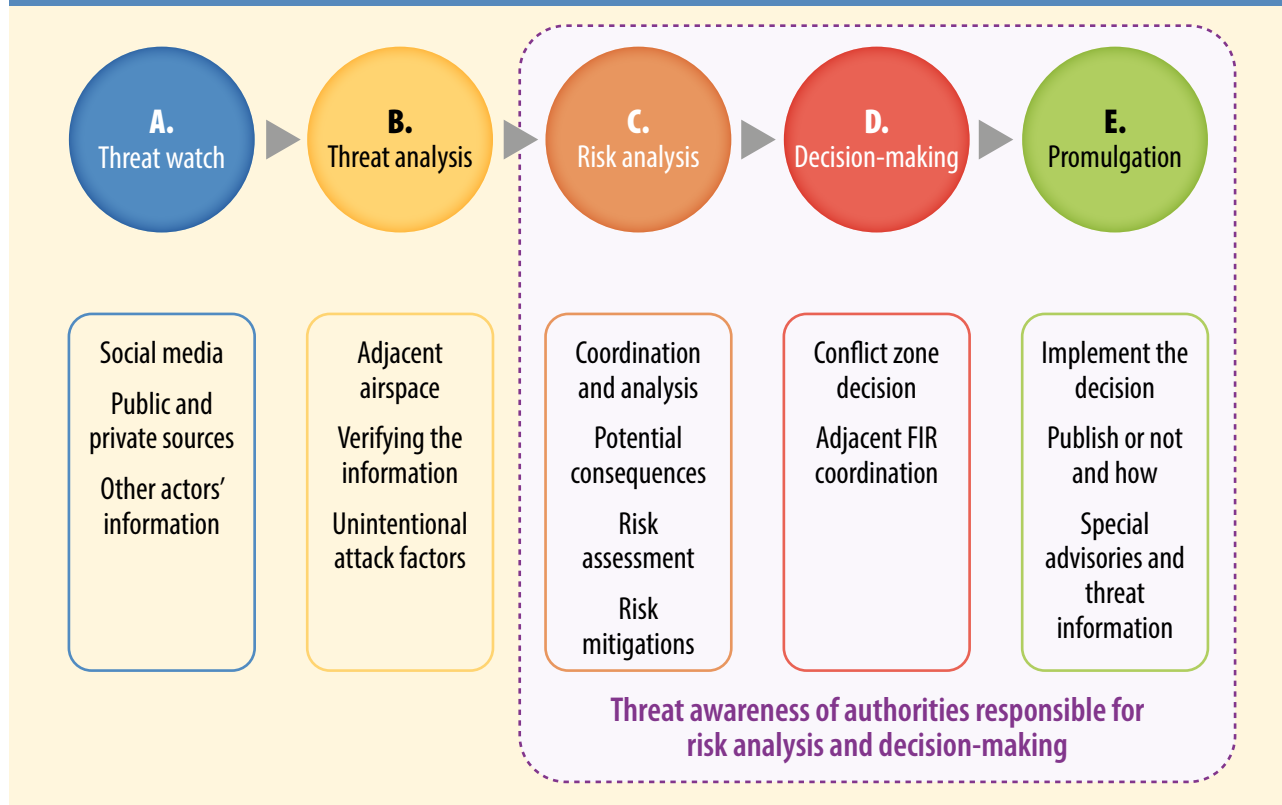 A.
Threat watch
B.
Threat analysis
C.
Risk analysis
D.
Decision-making
E.
Promulgation
Social media
Public and
private sources
Other actors’
information
Adjacent
airspace
Verifying the
information
Unintentional
attack factors
Coordination
and analysis
Potential
consequences
Risk
assessment
Risk
mitigations
Conflict zone
decision
Adjacent FIR
coordination
Implement the
decision
Publish or not
and how
Special
advisories and
threat
information
Threat awareness of authorities responsible for
risk analysis and decision-making